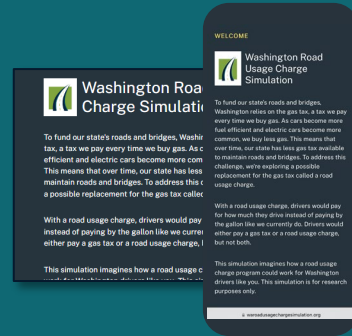 Washington Roa
Charge Simulati
To fund our state's roads and bridges, Washin
tax, a tax we pay every time we buy gas. As c
efficient and electric cars become more com
This means that over time, our state has less
maintain roads and bridges. To address this c
a possible replacement for the gas tax called
With a road usage charge, drivers would pay
instead of paying by the gallon like we curren
either pay a gas tax or a road usage charge, b
This simulation imagines how a road usage c
WELCOME
Washington Road
Usage Charge
Simulation
To fund our state's roads and bridges,
Washington relies on the gas tax, a tax we pay
every time we buy gas. As cars become more
fuel efficient and electric cars become more
common, we buy less gas. This means that
over time, our state has less gas tax available
to maintain roads and bridges. To address this
challenge, we're exploring a possible
replacement for the gas tax called a road
usage charge.
With a road usage charge, drivers would pay
for how much they drive instead of paying by
the gallon like we currently do. Drivers would
either pay a gas tax or a road usage charge,
but not both.
This simulation imagines how a road usage
charge program could work for Washington
drivers like you. This simulation is for research
purposes only.
waroadusagechargesimulation.org